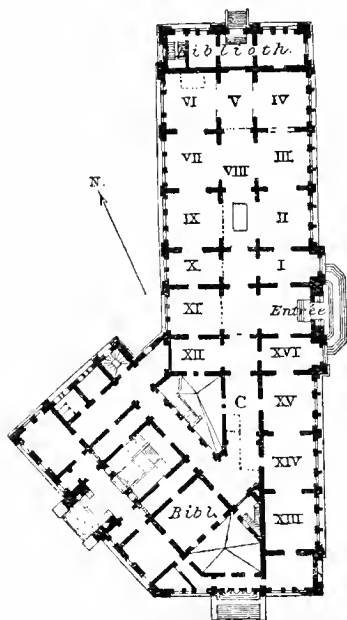 Biblioth.
VI V IV
VII III
VIII
N.
IX II
X I
XI Entrée
XII XVI
C XV
XIV
Bibl.
XIII